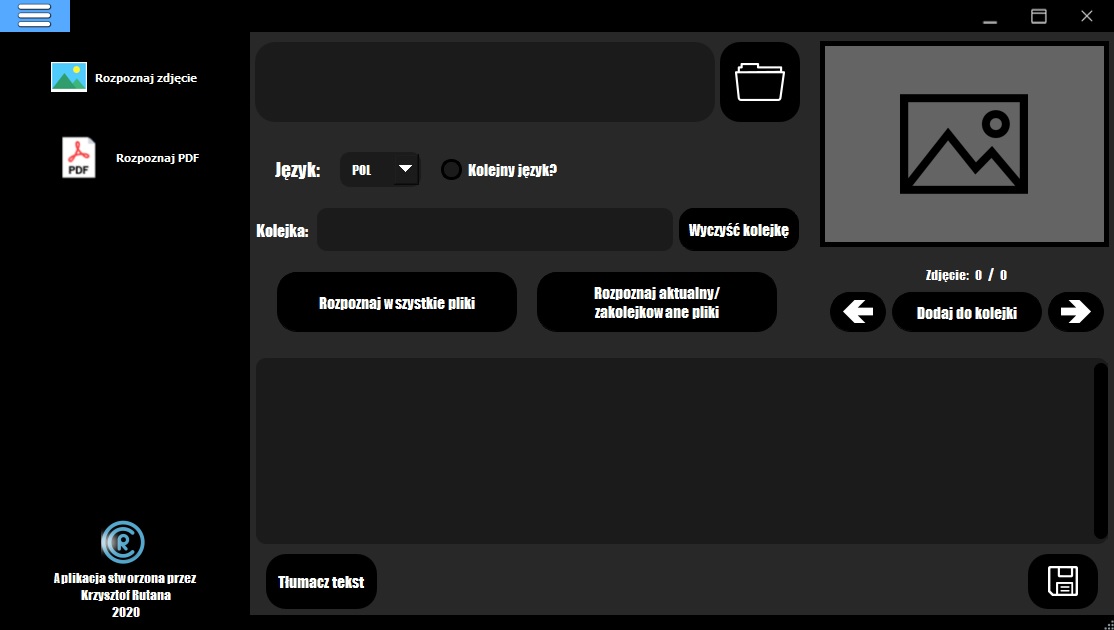 Rozpoznaj zdjęcie
PDF
Rozpoznaj PDF
Język:
POL
Kolejny język?
Kolejka:
Wyczyść kolejkę
Rozpoznaj wszystkie pliki
Rozpoznaj aktualny/
zakolejkowane pliki
Zdjęcie: 0 / 0
Dodaj do kolejki
Tłumacz tekst
CR
Aplikacja stworzona przez
Krzysztof Rutana
2020